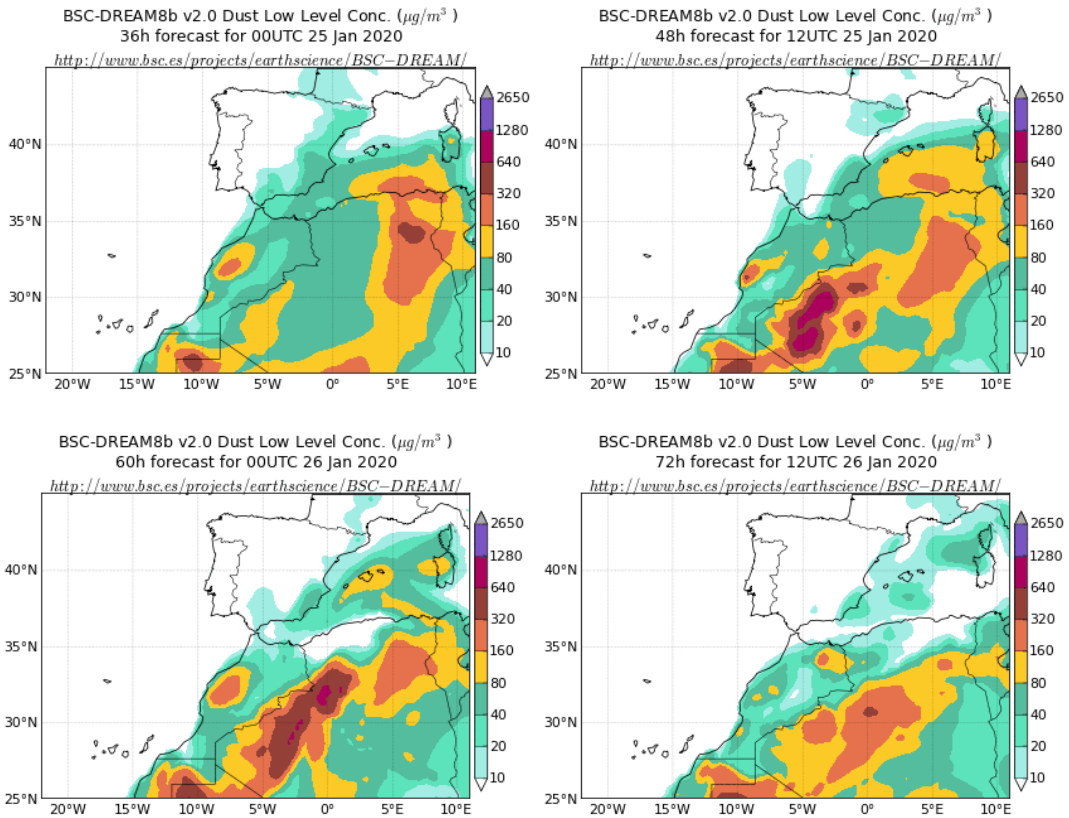 BSC-DREAM8b v2.0 Dust Low Level Conc. (μg/m³ )
36h forecast for 00UTC 25 Jan 2020
http://www.bsc.es/projects/earthscience/BSC−DREAM/
40°N
35°N
30°N
25°N
20°W 15°W 10°W 5°W 0° 5°E 10°E
2650
1280
640
320
160
80
40
20
10
BSC-DREAM8b v2.0 Dust Low Level Conc. (μg/m³ )
48h forecast for 12UTC 25 Jan 2020
http://www.bsc.es/projects/earthscience/BSC−DREAM/
40°N
35°N
30°N
25°N
20°W 15°W 10°W 5°W 0° 5°E 10°E
2650
1280
640
320
160
80
40
20
10
BSC-DREAM8b v2.0 Dust Low Level Conc. (μg/m³ )
60h forecast for 00UTC 26 Jan 2020
http://www.bsc.es/projects/earthscience/BSC−DREAM/
40°N
35°N
30°N
25°N
20°W 15°W 10°W 5°W 0° 5°E 10°E
2650
1280
640
320
160
80
40
20
10
BSC-DREAM8b v2.0 Dust Low Level Conc. (μg/m³ )
72h forecast for 12UTC 26 Jan 2020
http://www.bsc.es/projects/earthscience/BSC−DREAM/
40°N
35°N
30°N
25°N
20°W 15°W 10°W 5°W 0° 5°E 10°E
2650
1280
640
320
160
80
40
20
10